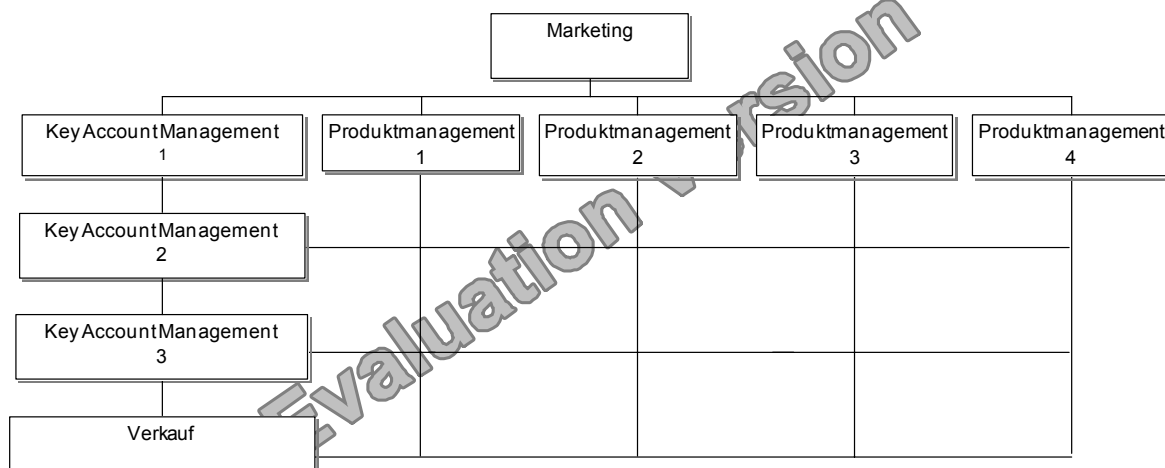 Marketing
Key Account Management
1
Produktmanagement
1
Produktmanagement
2
Produktmanagement
3
Produktmanagement
4
Key Account Management
2
Key Account Management
3
Verkauf
Evaluation Version